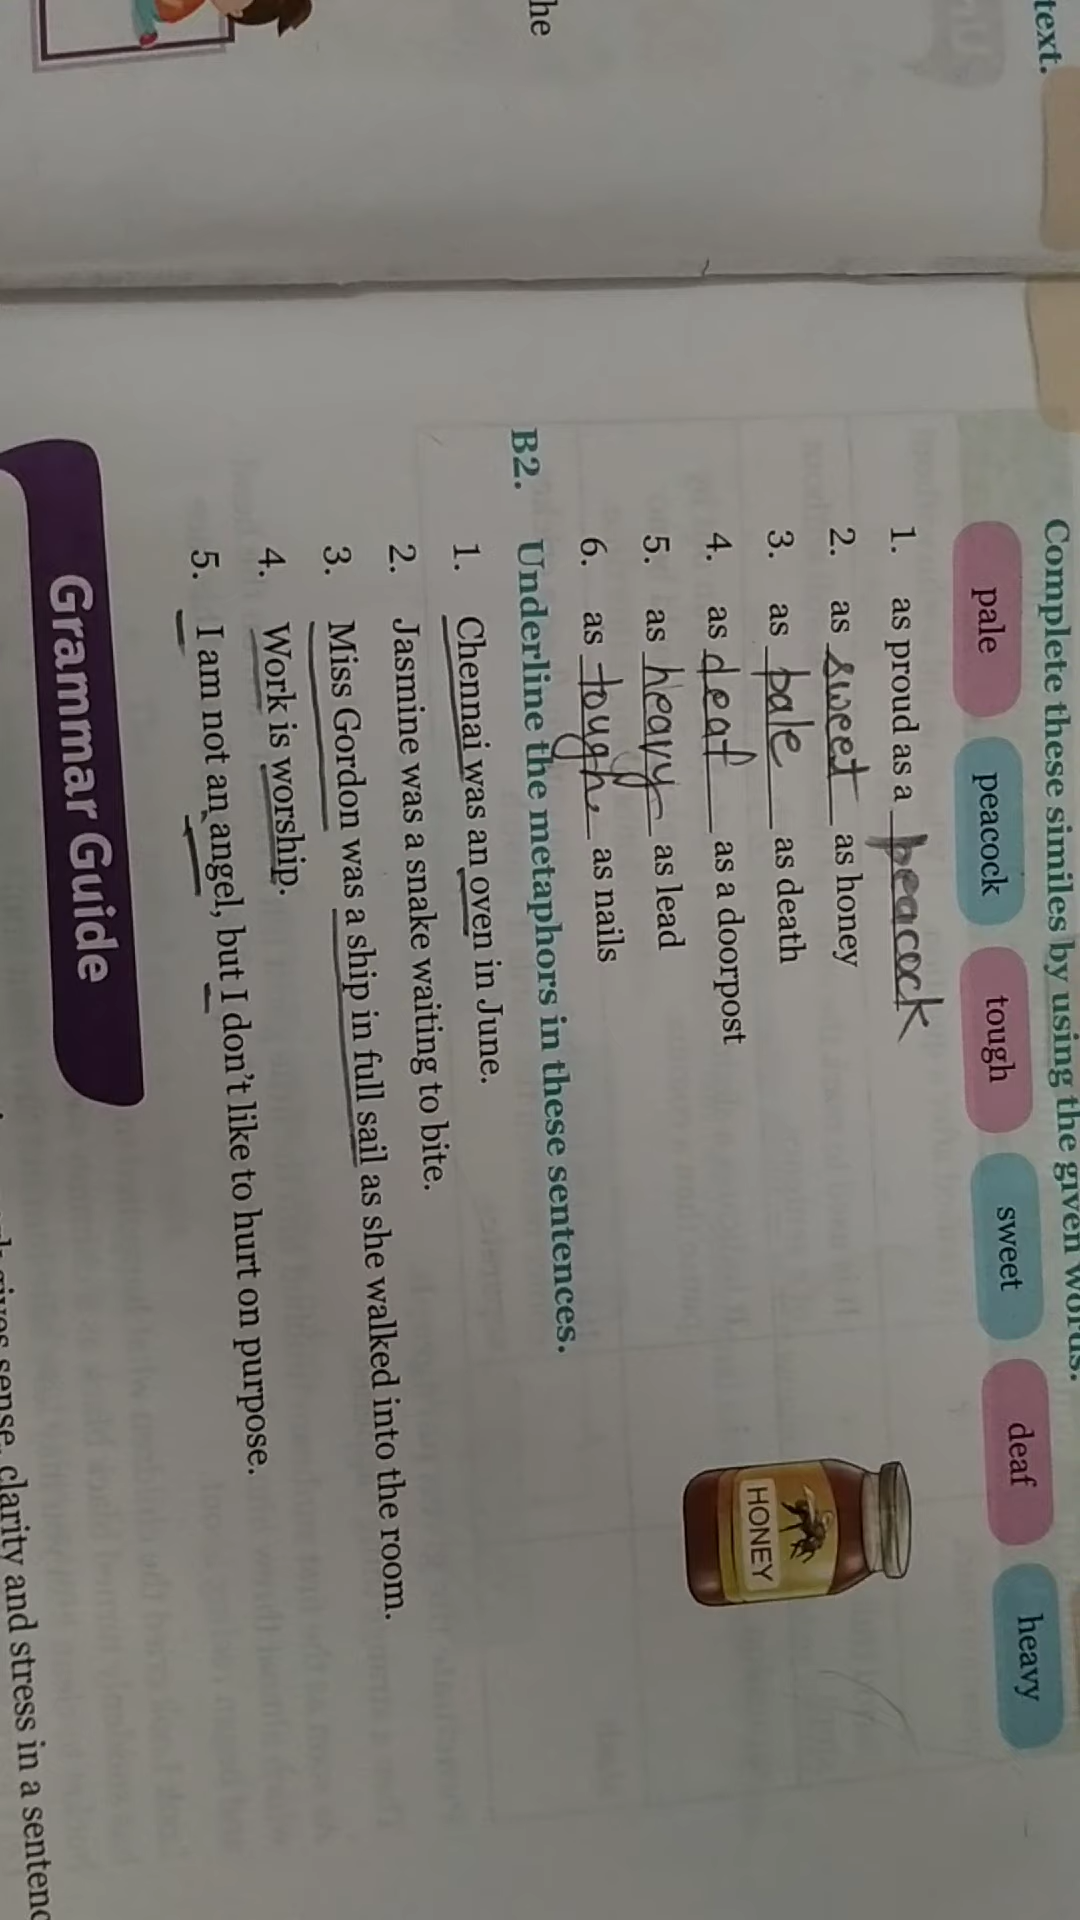 text.
he
Complete these similes by using the given words.
pale peacock tough sweet deaf heavy
1. as proud as a peacock
2. as sweet as honey
3. as pale as death
4. as deaf as a doorpost
5. as heavy as lead
6. as tough as nails
HONEY
B2. Underline the metaphors in these sentences.
1. Chennai was an oven in June.
2. Jasmine was a snake waiting to bite.
3. Miss Gordon was a ship in full sail as she walked into the room.
4. Work is worship.
5. I am not an angel, but I don't like to hurt on purpose.
Grammar Guide
gives sense, clarity and stress in a sentenc